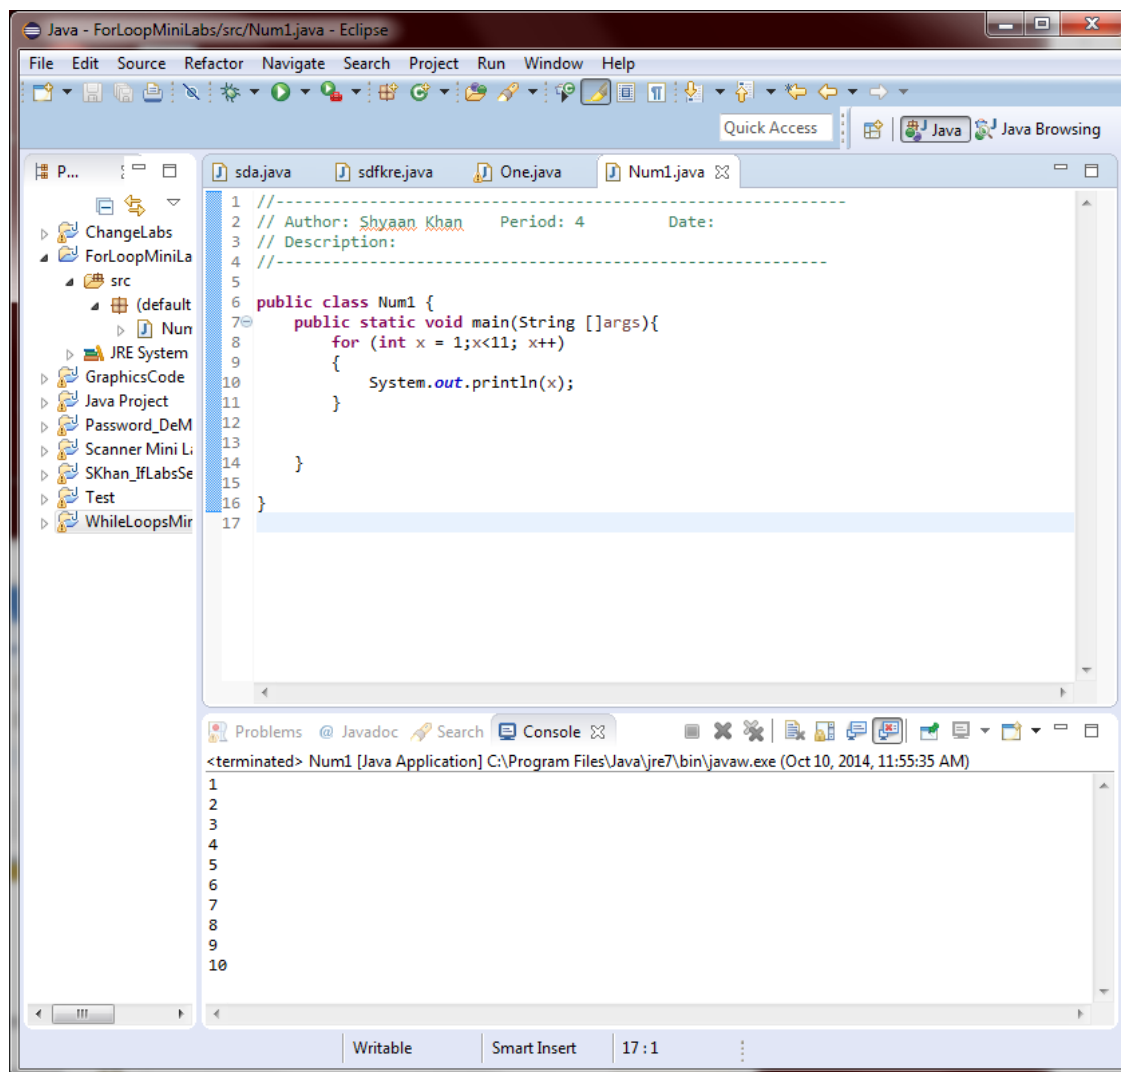 Java - ForLoopMiniLabs/src/Num1.java - Eclipse
File Edit Source Refactor Navigate Search Project Run Window Help
Quick Access
Java Java Browsing
P...
sda.java sdfkre.java One.java Num1.java
ChangeLabs
ForLoopMiniLa
src
(default
Num
JRE System
GraphicsCode
Java Project
Password_DeM
Scanner Mini La
SKhan_IfLabsSe
Test
WhileLoopsMin
1 //-------------------------------------------------------------
2 // Author: Shyaan Khan    Period: 4         Date:
3 // Description:
4 //-----------------------------------------------------------
5
6 public class Num1 {
7     public static void main(String []args){
8         for (int x = 1;x<11; x++)
9         {
10             System.out.println(x);
11         }
12
13
14     }
15
16 }
17
Problems @ Javadoc Search Console
<terminated> Num1 [Java Application] C:\Program Files\Java\jre7\bin\javaw.exe (Oct 10, 2014, 11:55:35 AM)
1
2
3
4
5
6
7
8
9
10
Writable Smart Insert 17 : 1